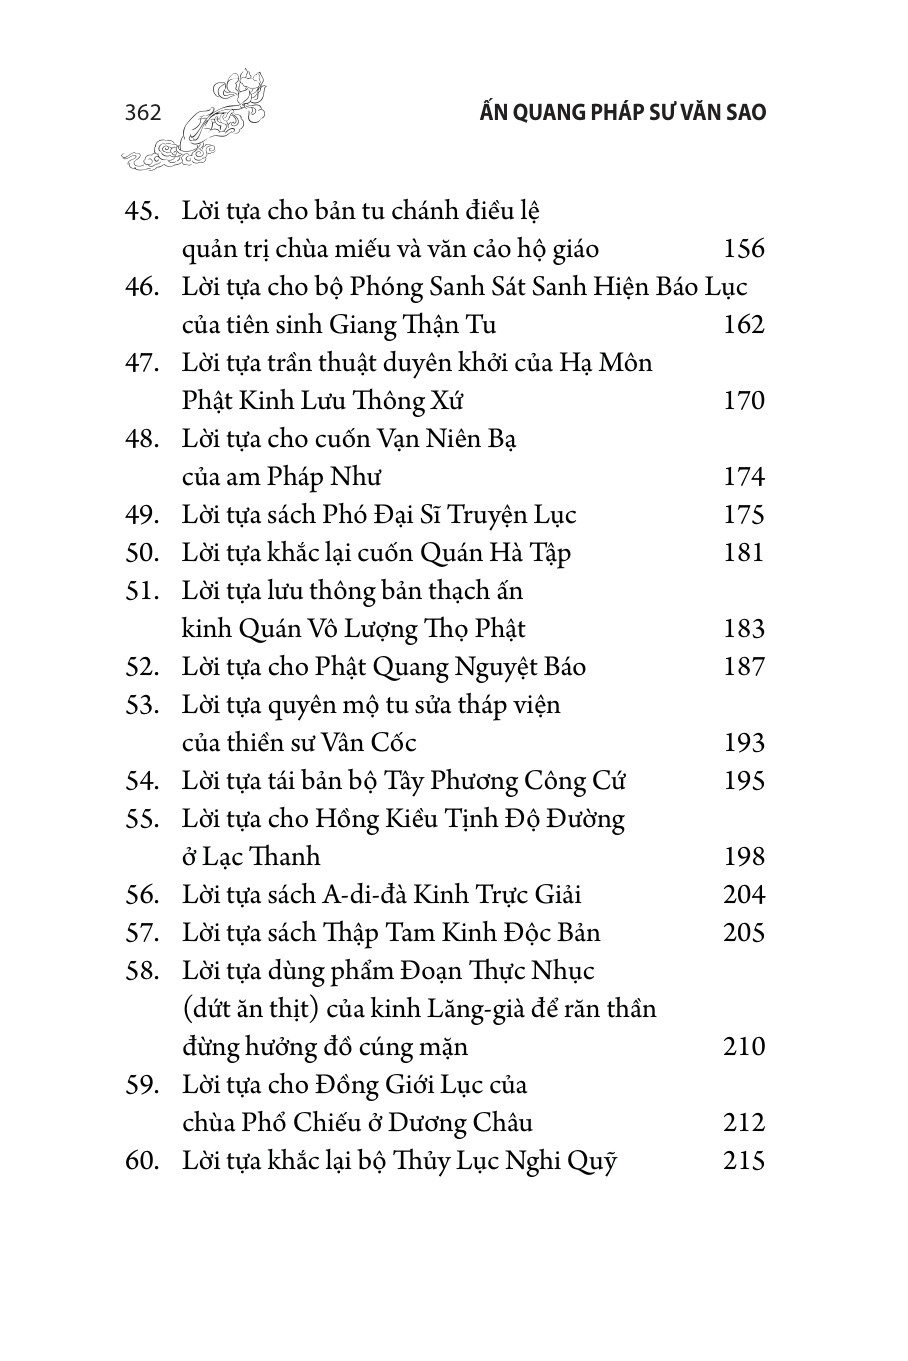 362
ẤN QUANG PHÁP SƯ VĂN SAO
45. Lời tựa cho bản tu chánh điều lệ
quản trị chùa miếu và văn cảo hộ giáo 156
46. Lời tựa cho bộ Phóng Sanh Sát Sanh Hiện Báo Lục
của tiên sinh Giang Thận Tu 162
47. Lời tựa trần thuật duyên khởi của Hạ Môn
Phật Kinh Lưu Thông Xứ 170
48. Lời tựa cho cuốn Vạn Niên Bạ
của am Pháp Như 174
49. Lời tựa sách Phó Đại Sĩ Truyện Lục 175
50. Lời tựa khắc lại cuốn Quán Hà Tập 181
51. Lời tựa lưu thông bản thạch ấn
kinh Quán Vô Lượng Thọ Phật 183
52. Lời tựa cho Phật Quang Nguyệt Báo 187
53. Lời tựa quyên mộ tu sửa tháp viện
của thiền sư Vân Cốc 193
54. Lời tựa tái bản bộ Tây Phương Công Cứ 195
55. Lời tựa cho Hồng Kiều Tịnh Độ Đường
ở Lạc Thanh 198
56. Lời tựa sách A-di-đà Kinh Trực Giải 204
57. Lời tựa sách Thập Tam Kinh Độc Bản 205
58. Lời tựa dùng phẩm Đoạn Thực Nhục
(dứt ăn thịt) của kinh Lăng-già để răn thần
đừng hưởng đồ cúng mặn 210
59. Lời tựa cho Đồng Giới Lục của
chùa Phổ Chiếu ở Dương Châu 212
60. Lời tựa khắc lại bộ Thủy Lục Nghi Quỹ 215